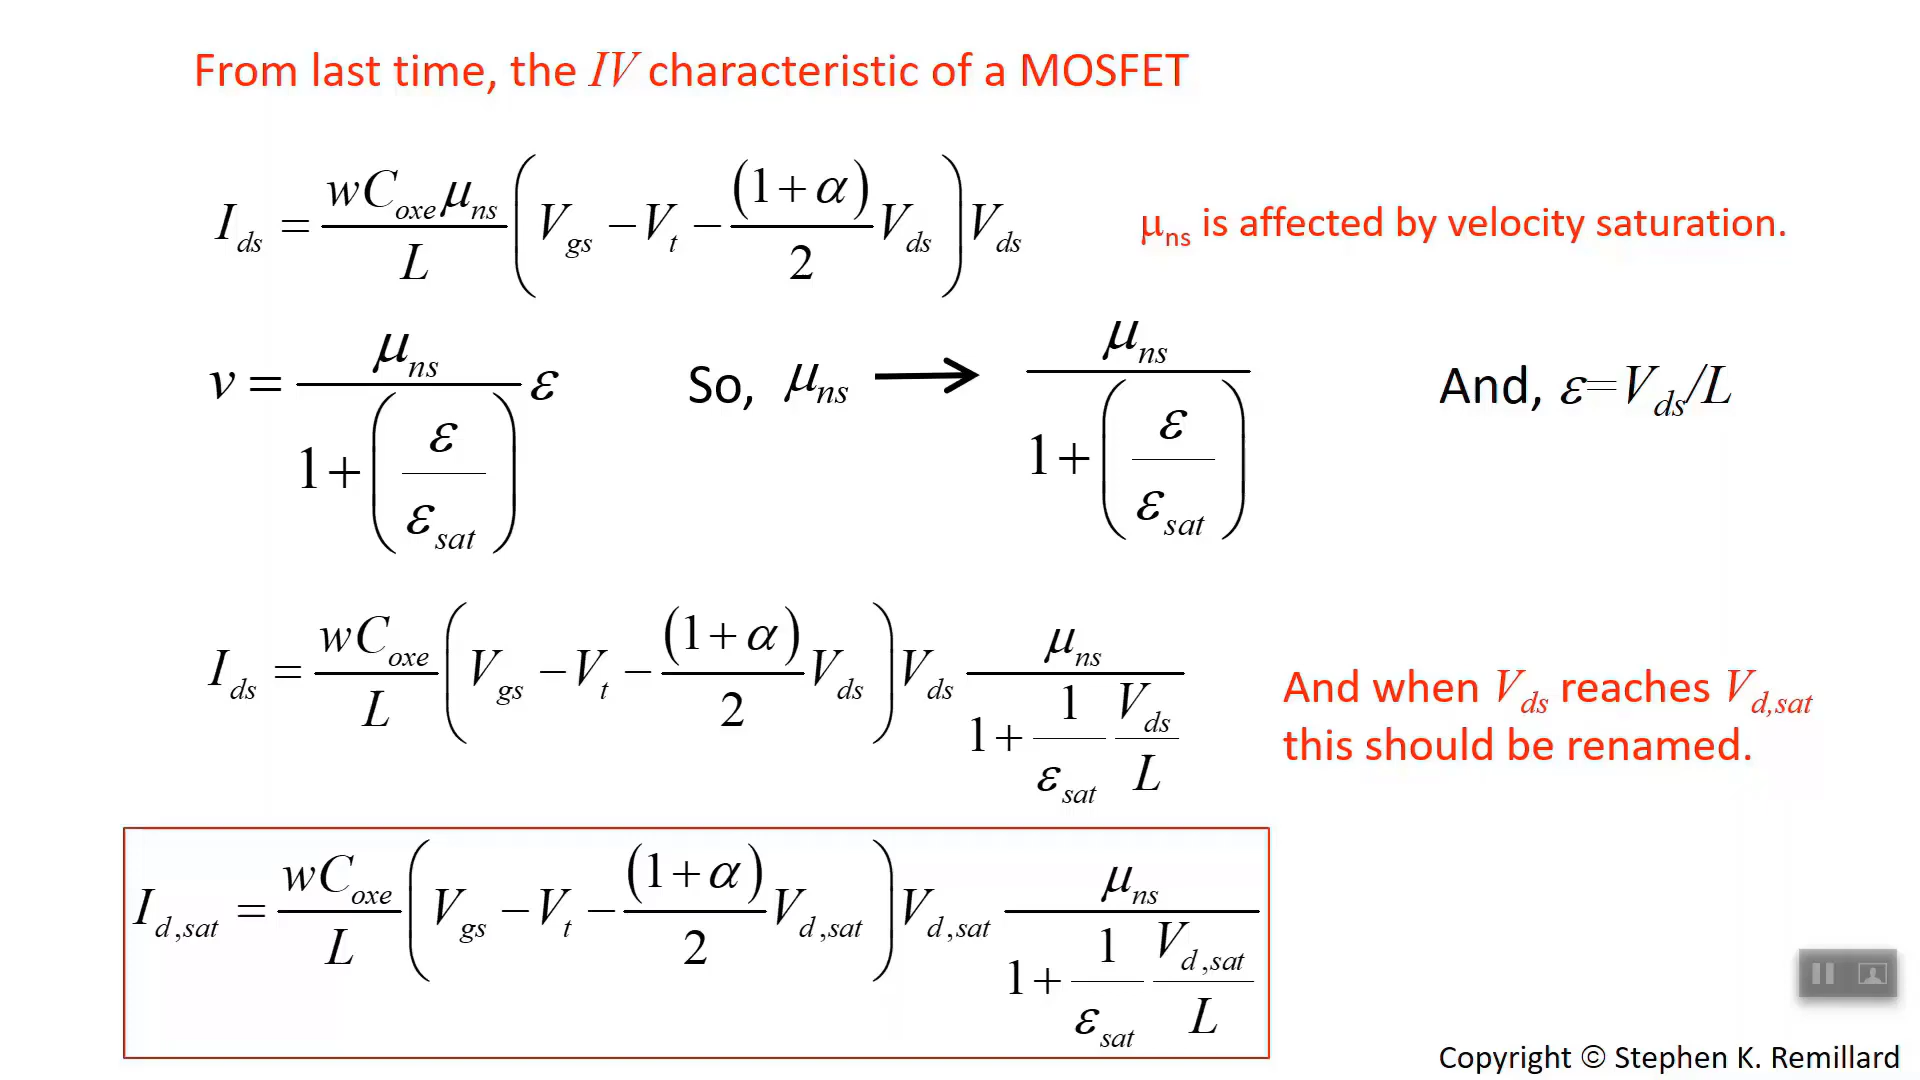 From last time, the IV characteristic of a MOSFET
I_ds = (wC_oxe μ_ns / L) (V_gs − V_t − ((1+α)/2) V_ds) V_ds
μ_ns is affected by velocity saturation.
v = (μ_ns / (1+(ε/ε_sat))) ε
So, μ_ns → μ_ns / (1+(ε/ε_sat))
And, ε=V_ds/L
I_ds = (wC_oxe / L) (V_gs − V_t − ((1+α)/2) V_ds) V_ds μ_ns / (1+ (1/ε_sat) (V_ds/L))
And when V_ds reaches V_d,sat
this should be renamed.
I_d,sat = (wC_oxe / L) (V_gs − V_t − ((1+α)/2) V_d,sat) V_d,sat μ_ns / (1+ (1/ε_sat) (V_d,sat/L))
Copyright © Stephen K. Remillard